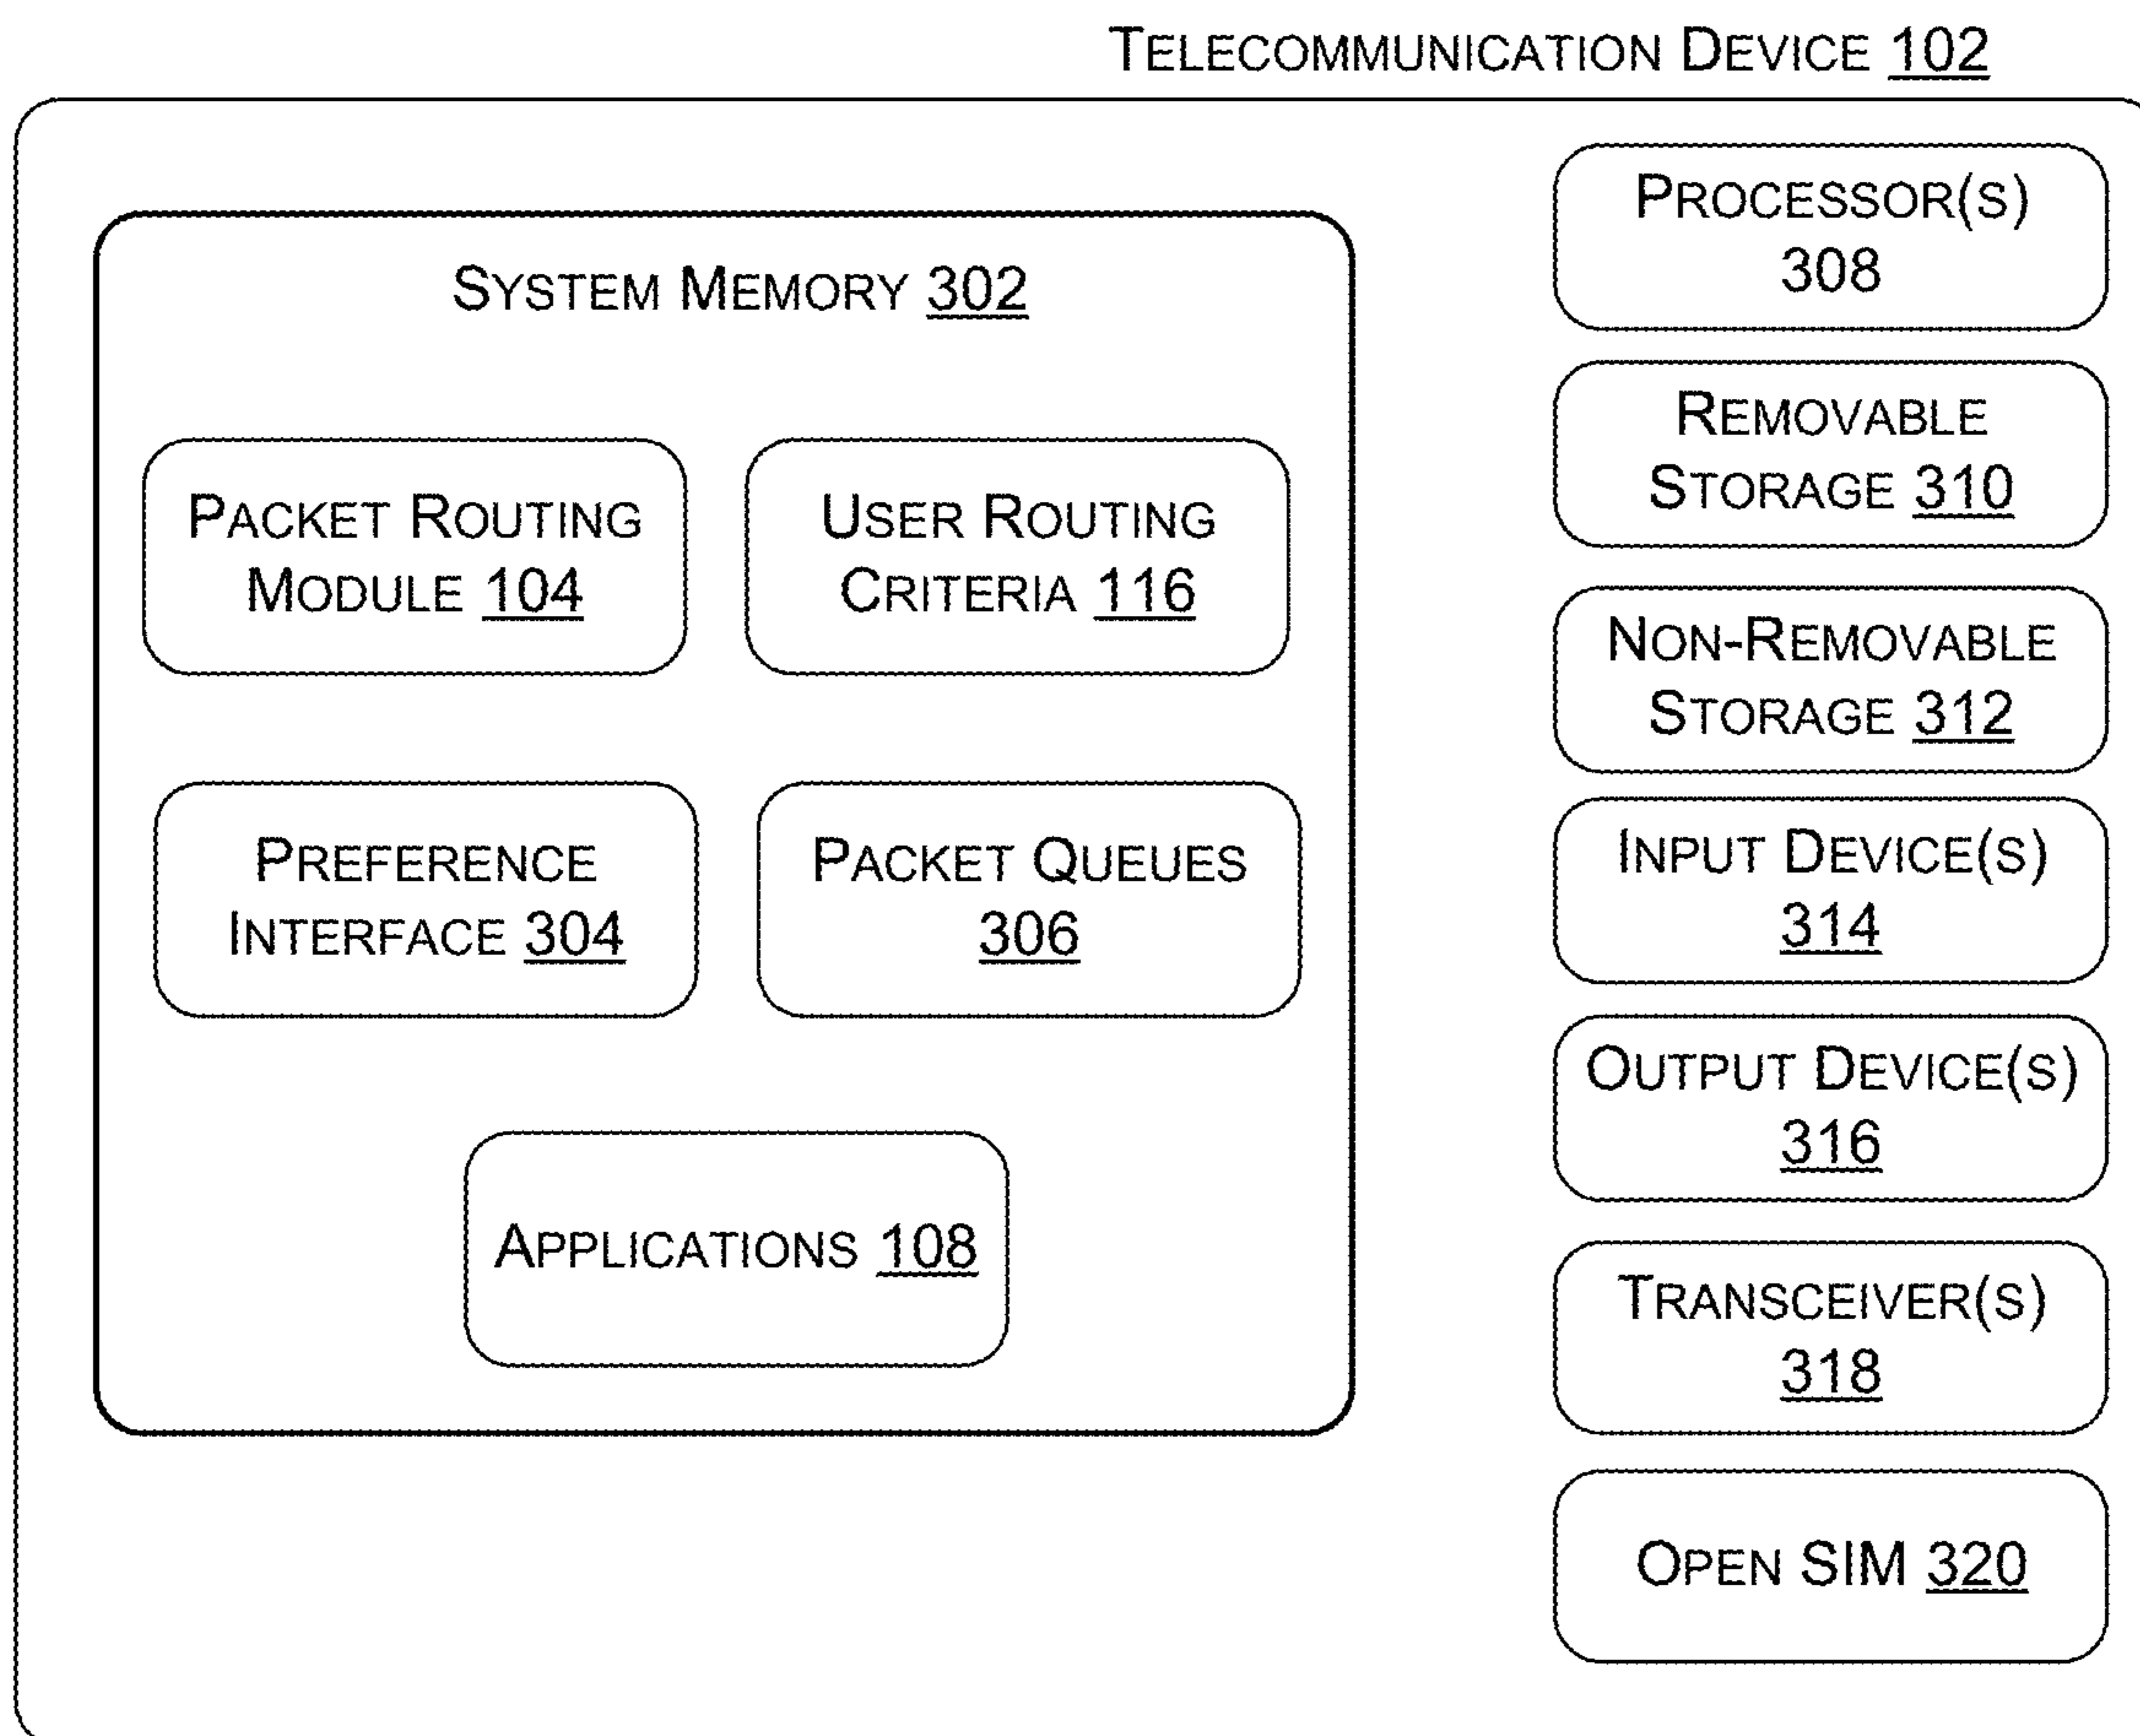 TELECOMMUNICATION DEVICE 102
SYSTEM MEMORY 302
PACKET ROUTING
MODULE 104
USER ROUTING
CRITERIA 116
PREFERENCE
INTERFACE 304
PACKET QUEUES
306
APPLICATIONS 108
PROCESSOR(S)
308
REMOVABLE
STORAGE 310
NON-REMOVABLE
STORAGE 312
INPUT DEVICE(S)
314
OUTPUT DEVICE(S)
316
TRANSCEIVER(S)
318
OPEN SIM 320